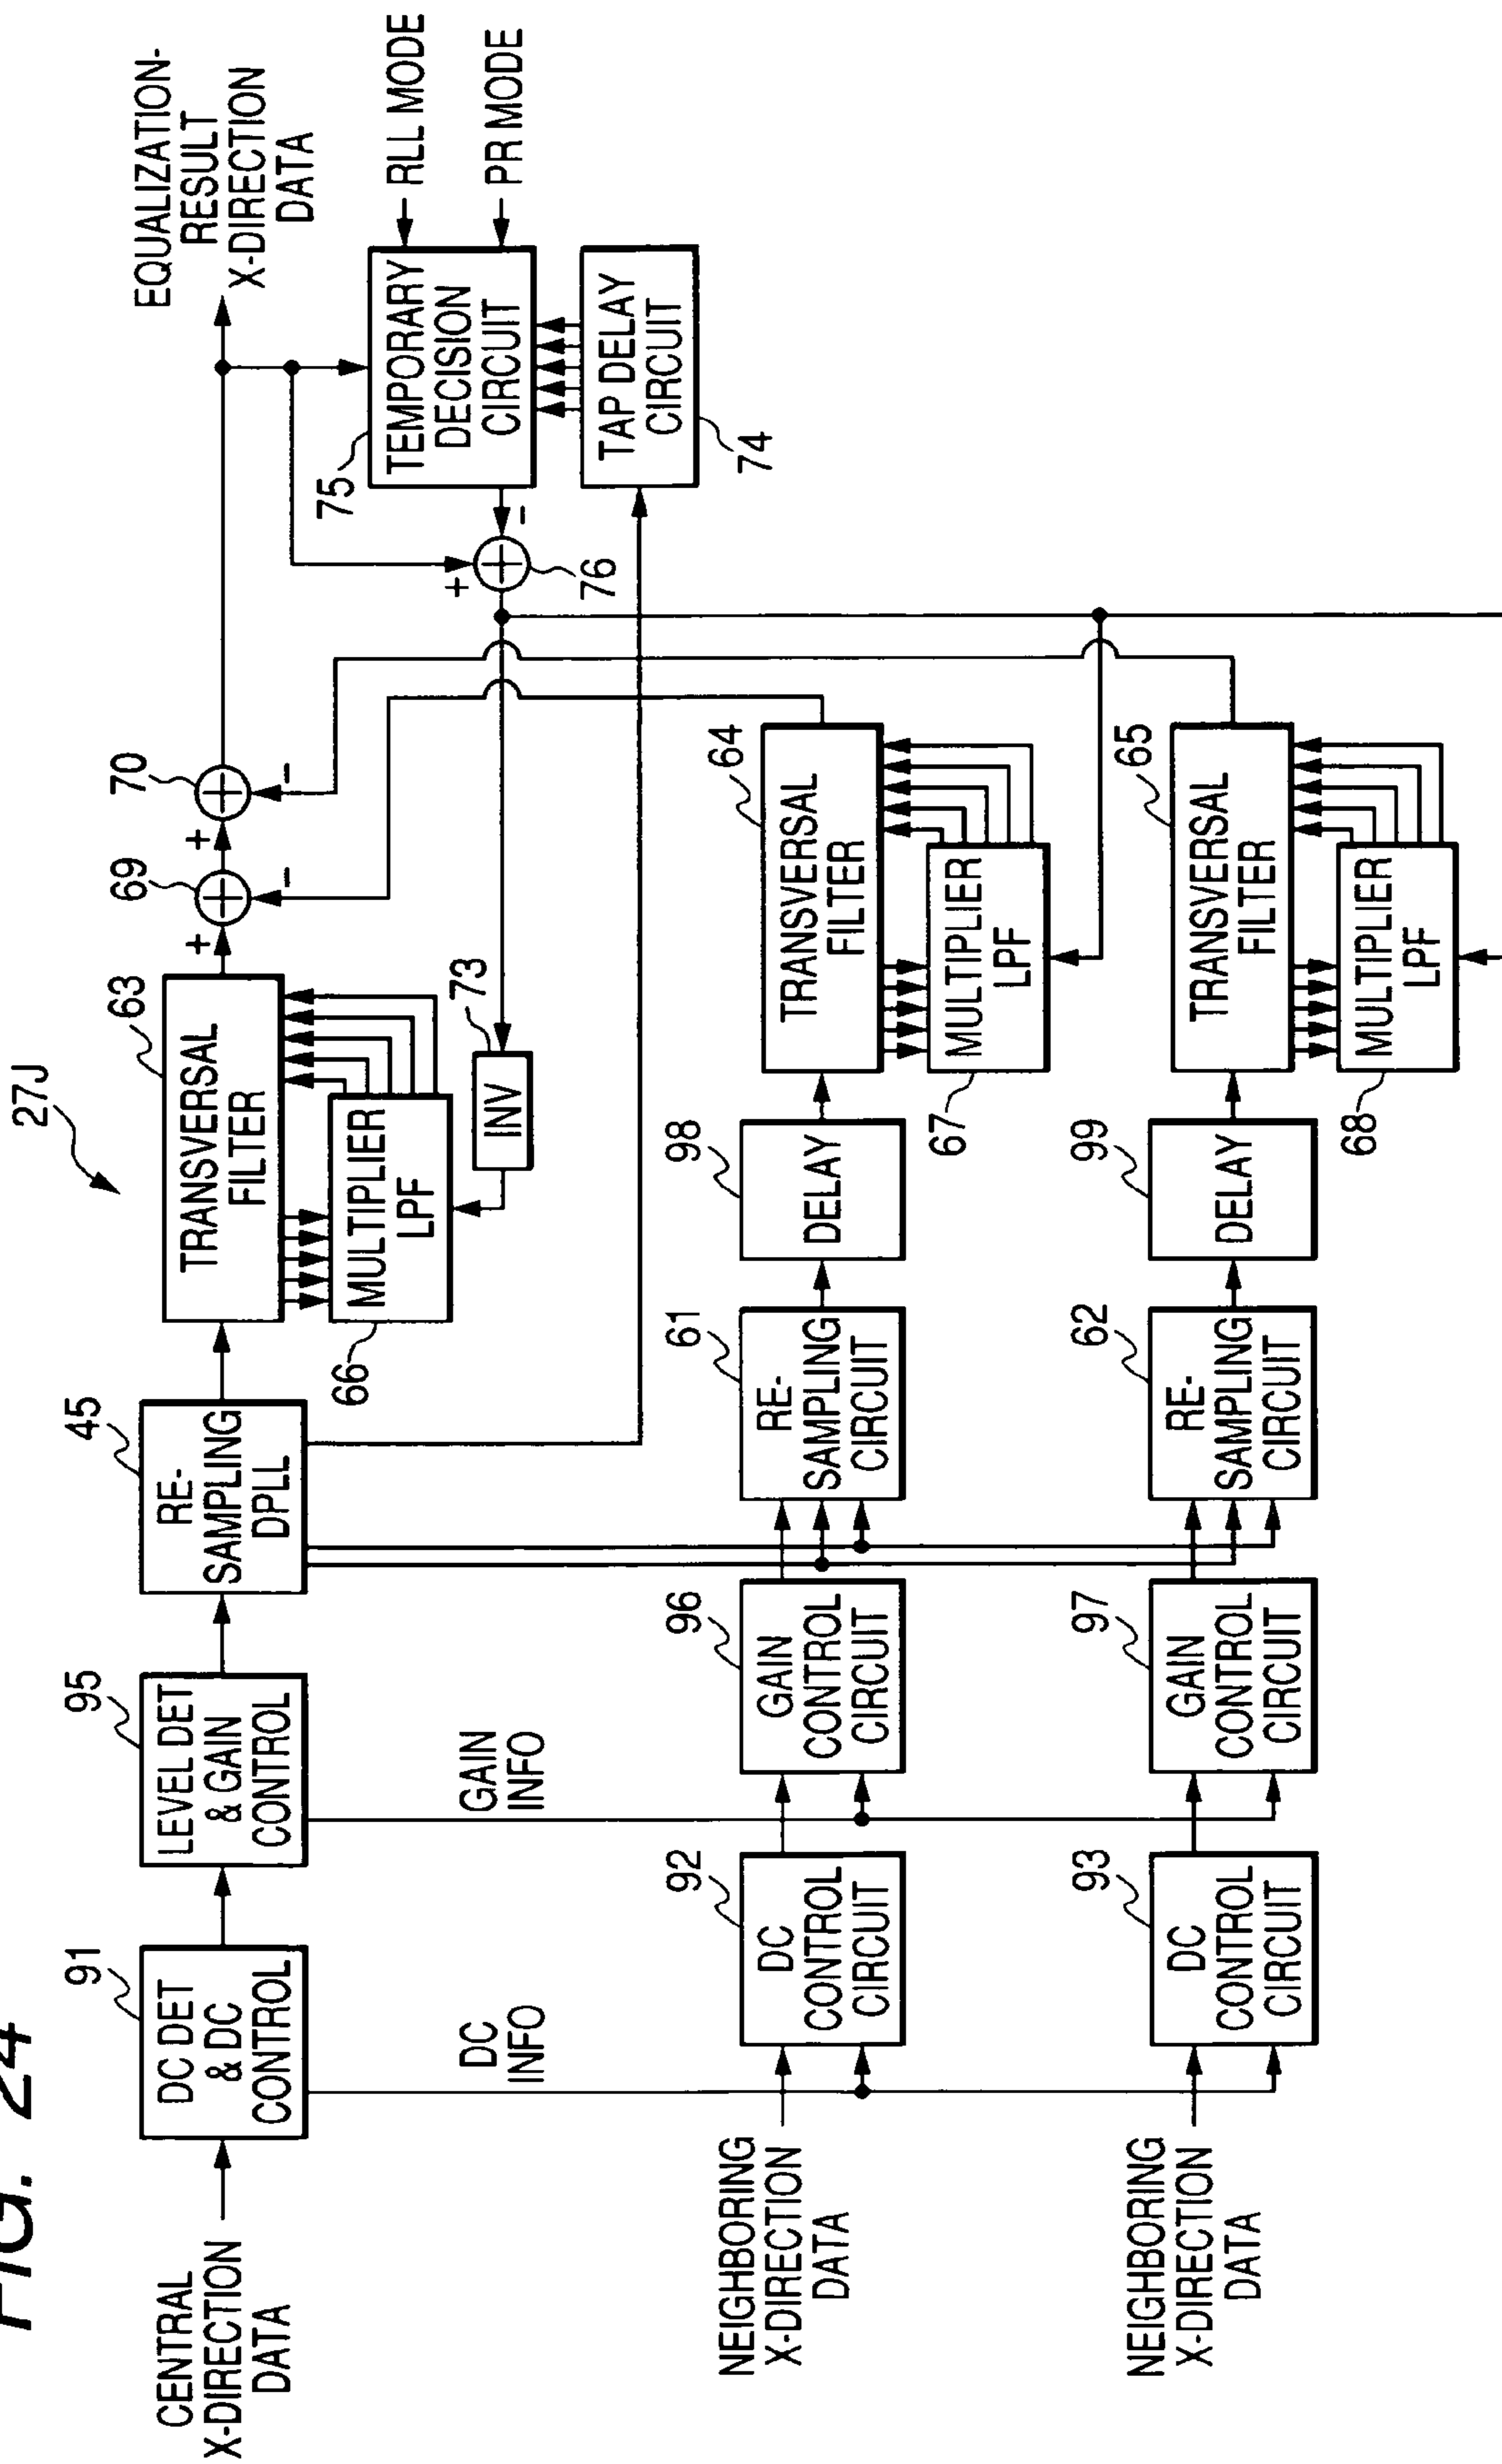 FIG. 24
27J
CENTRAL
X-DIRECTION
DATA
91
DC DET
& DC
CONTROL
95
LEVEL DET
& GAIN
CONTROL
45
RE-
SAMPLING
DPLL
63
TRANSVERSAL
FILTER
MULTIPLIER
LPF
66
73
INV
69
+
-
70
+
-
EQUALIZATION-
RESULT
X-DIRECTION
DATA
75
TEMPORARY
DECISION
CIRCUIT
RLL MODE
PR MODE
TAP DELAY
CIRCUIT
74
+
-
76
DC
INFO
GAIN
INFO
NEIGHBORING
X-DIRECTION
DATA
92
DC
CONTROL
CIRCUIT
96
GAIN
CONTROL
CIRCUIT
61
RE-
SAMPLING
CIRCUIT
98
DELAY
64
TRANSVERSAL
FILTER
MULTIPLIER
LPF
67
NEIGHBORING
X-DIRECTION
DATA
93
DC
CONTROL
CIRCUIT
97
GAIN
CONTROL
CIRCUIT
62
RE-
SAMPLING
CIRCUIT
99
DELAY
65
TRANSVERSAL
FILTER
MULTIPLIER
LPF
68